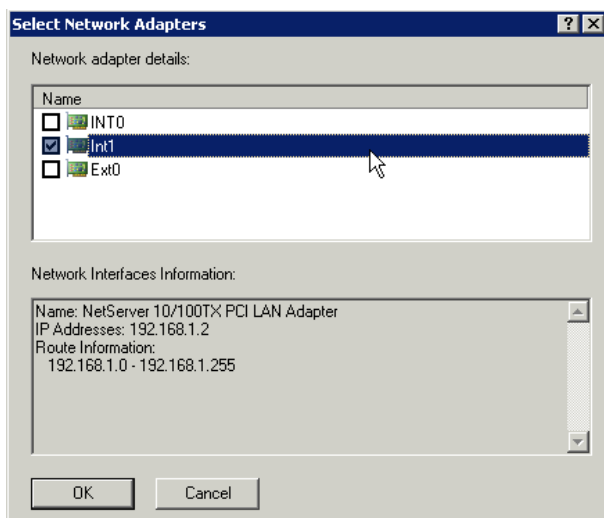 Select Network Adapters
Network adapter details:
Name
INT0
Int1
Ext0
Network Interfaces Information:
Name: NetServer 10/100TX PCI LAN Adapter
IP Addresses: 192.168.1.2
Route Information:
192.168.1.0 - 192.168.1.255
OK
Cancel